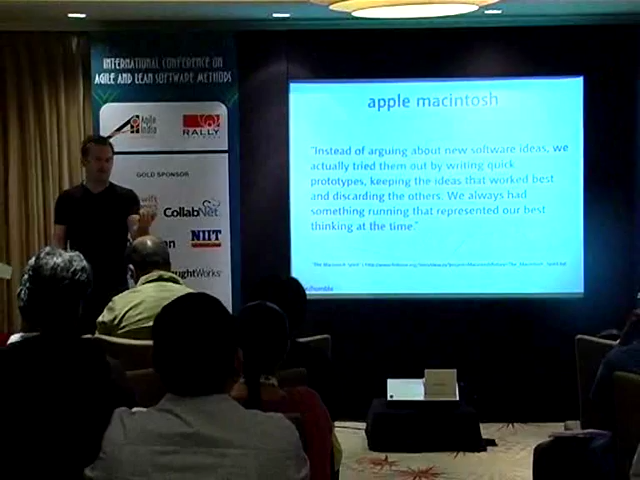 INTERNATIONAL CONFERENCE ON
AGILE AND LEAN SOFTWARE METHODS
Agile
India
RALLY
GOLD SPONSOR
CollabNet
NIIT
apple macintosh
"Instead of arguing about new software ideas, we
actually tried them out by writing quick
prototypes, keeping the ideas that worked best
and discarding the others. We always had
something running that represented our best
thinking at the time."